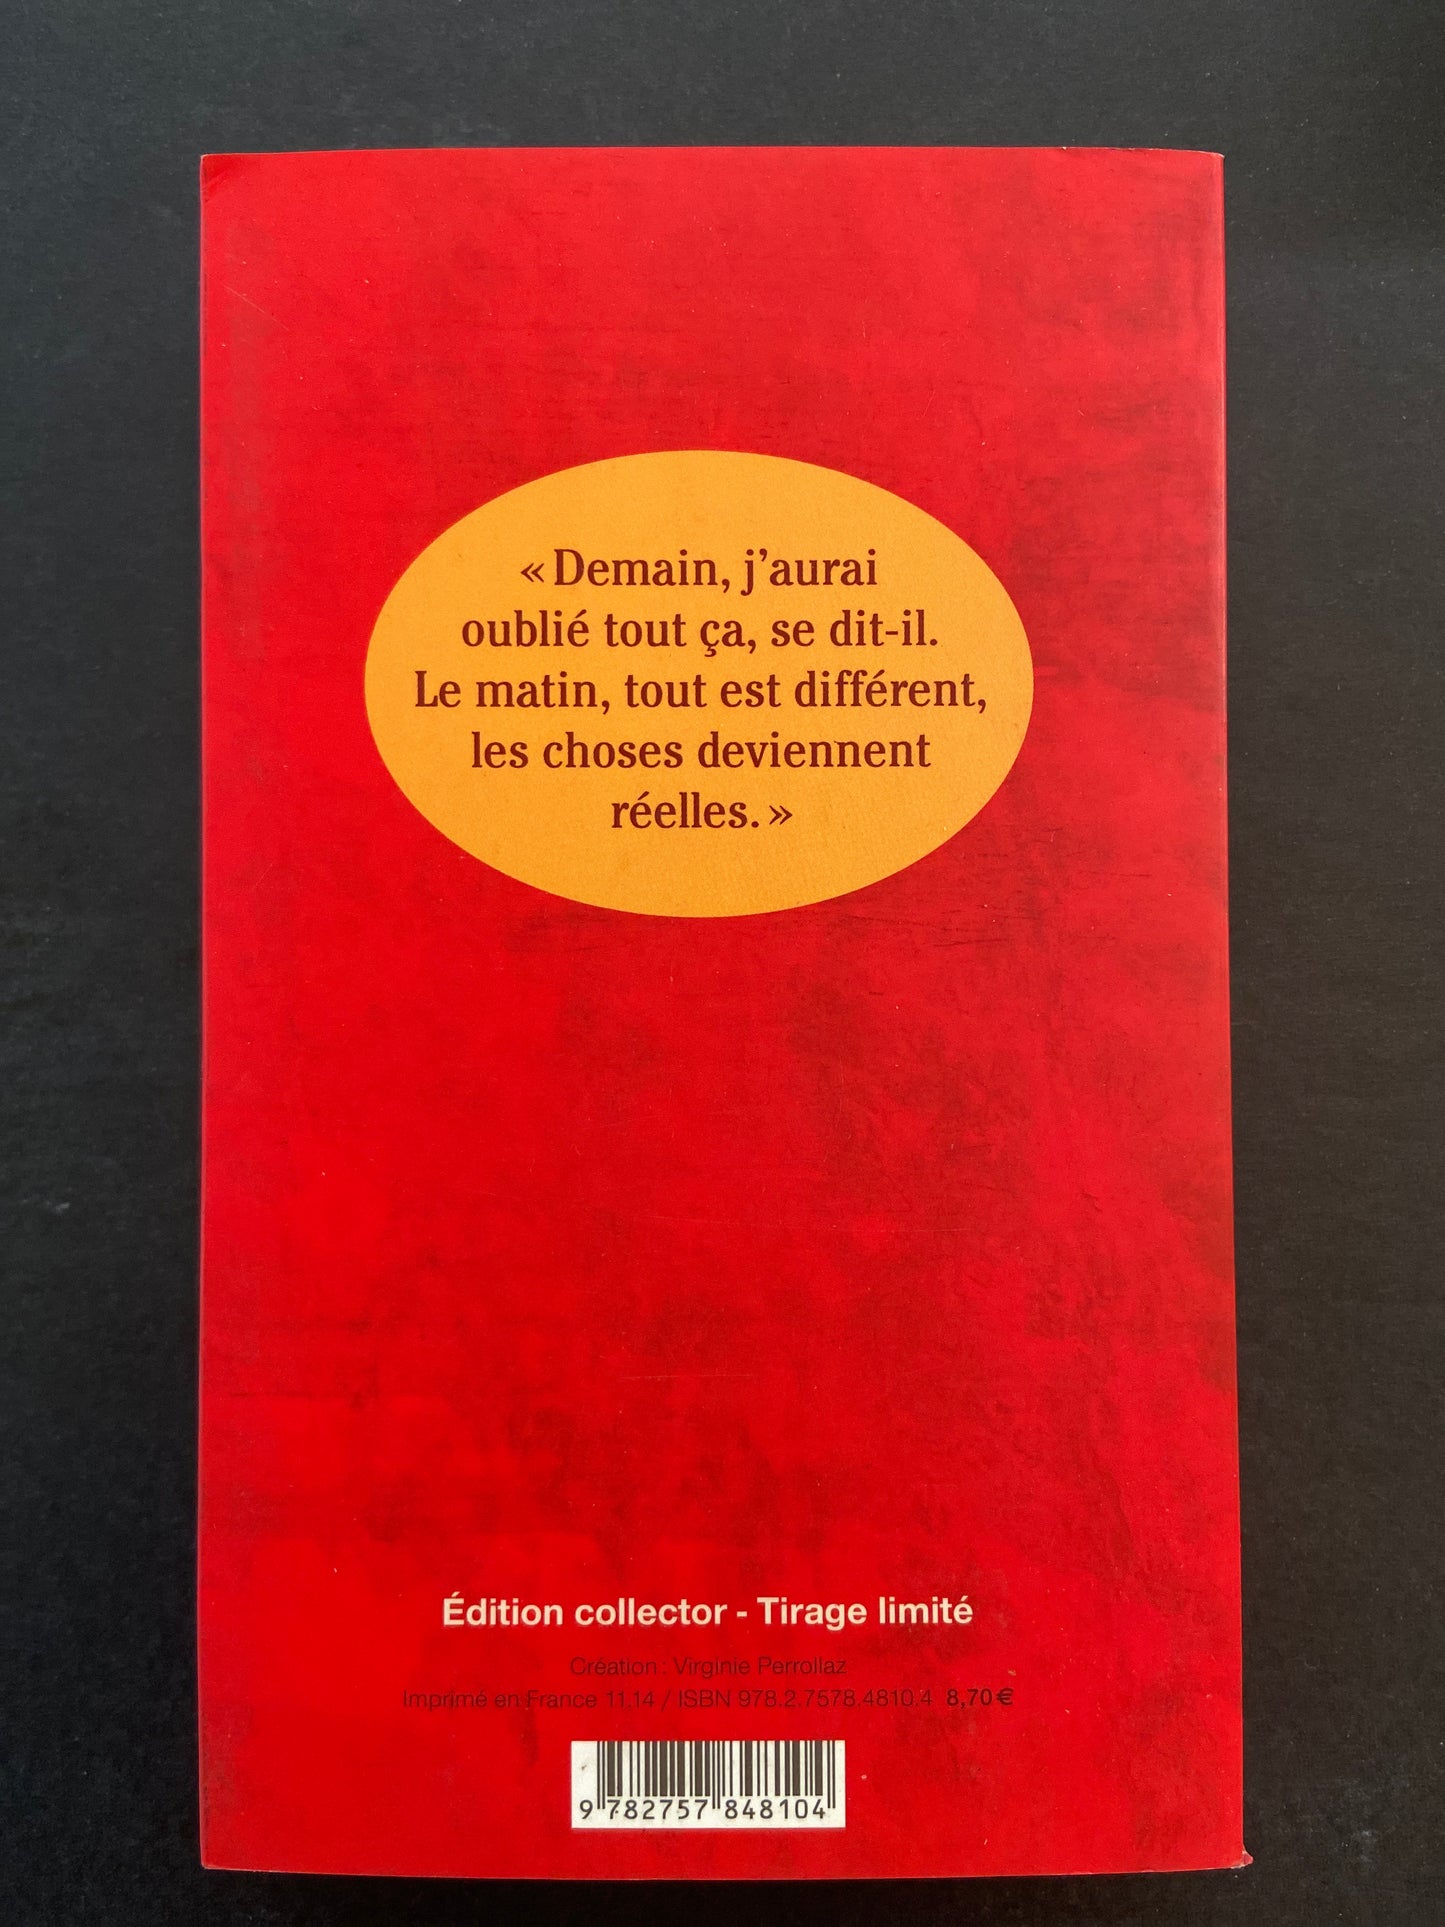 « Demain, j’aurai
oublié tout ça, se dit-il.
Le matin, tout est différent,
les choses deviennent
réelles. »
Édition collector - Tirage limité
Création : Virginie Perrollaz
Imprimé en France 11.14 / ISBN 978.2.7578.4810.4 8,70 €
9 782757 848104